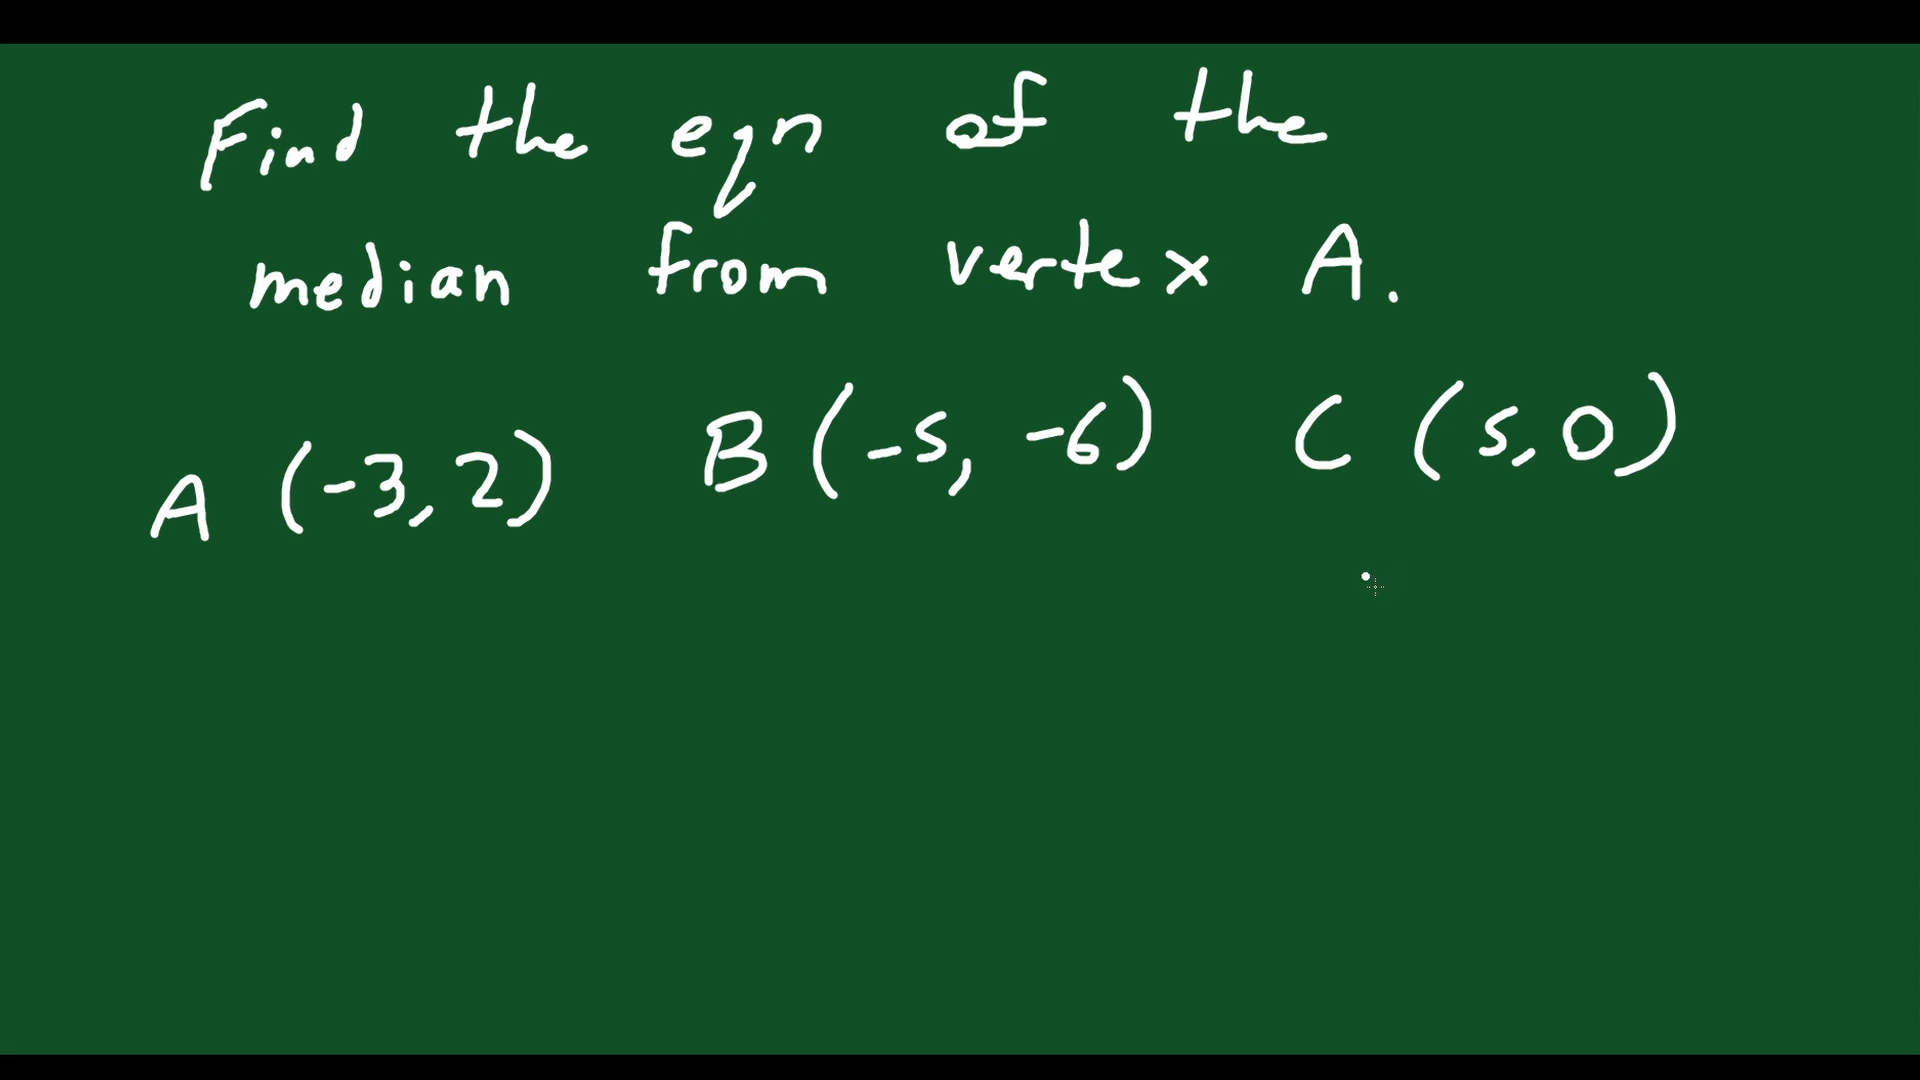 Find the eqn of the
median from vertex A.
A (-3, 2) B (-5, -6) C (5, 0)